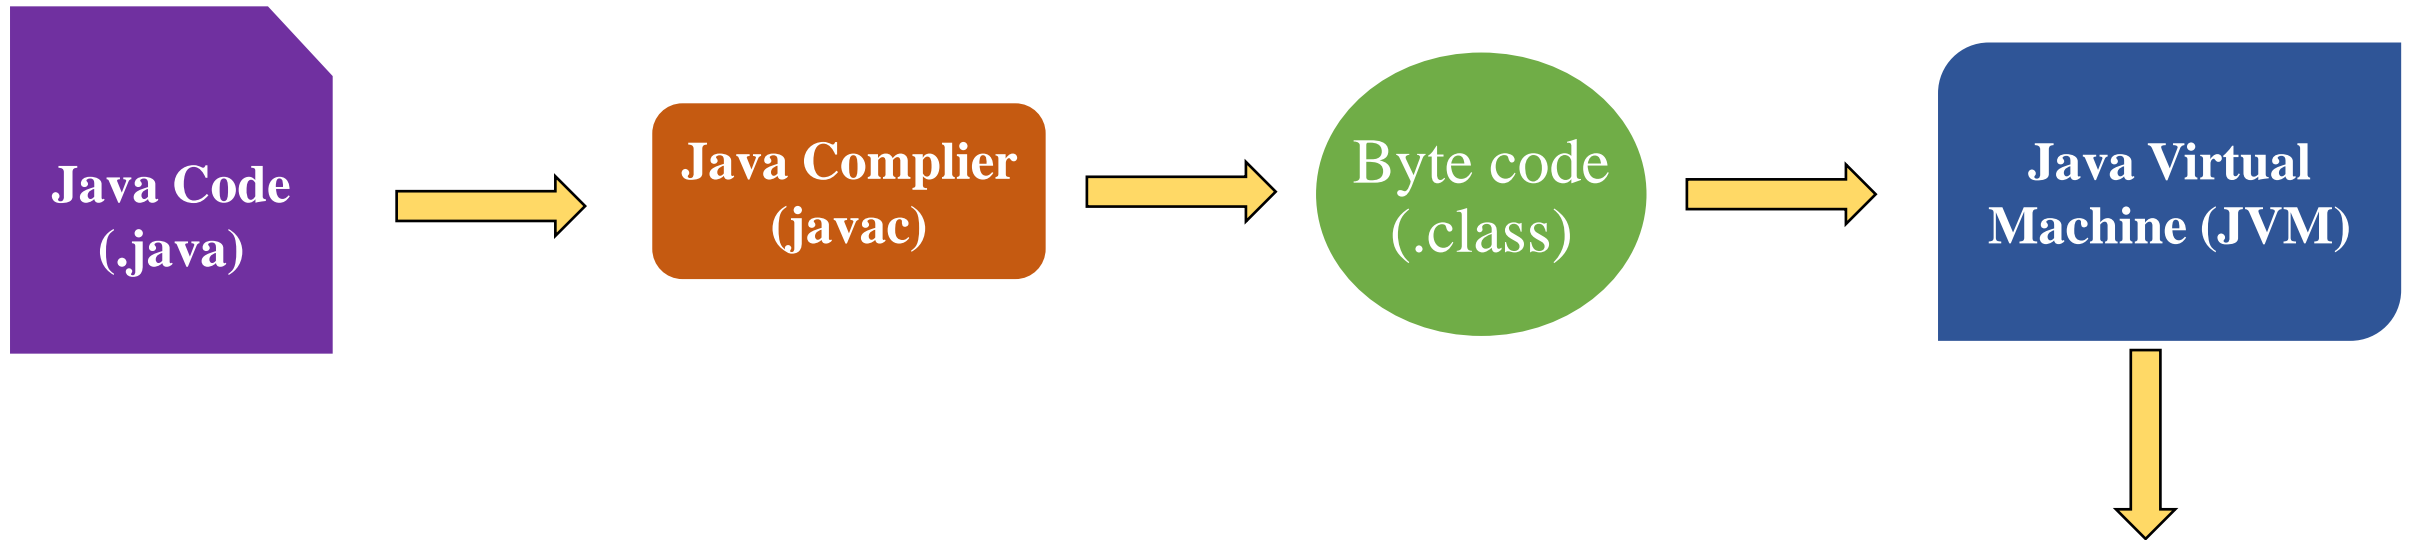 Java Code
(.java)
Java Complier
(javac)
Byte code
(.class)
Java Virtual
Machine (JVM)